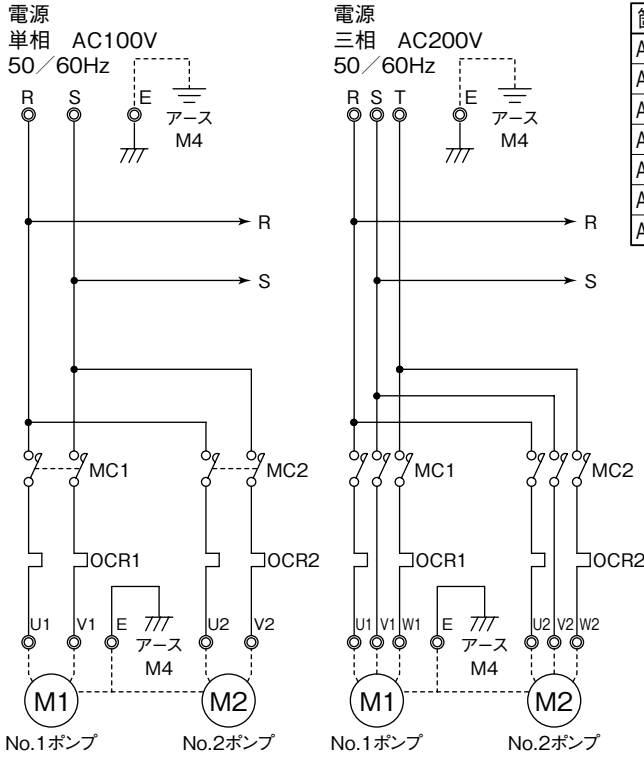 電源
単相 AC100V
50／60Hz
R S E
アース
M4
R
S
MC1 MC2
OCR1 OCR2
U1 V1 E U2 V2
アース
M4
M1 M2
No.1ポンプ No.2ポンプ
電源
三相 AC200V
50／60Hz
R S T E
アース
M4
R
S
MC1 MC2
OCR1 OCR2
U1 V1 W1 E U2 V2 W2
アース
M4
M1 M2
No.1ポンプ No.2ポンプ
A
A
A
A
A
A
A